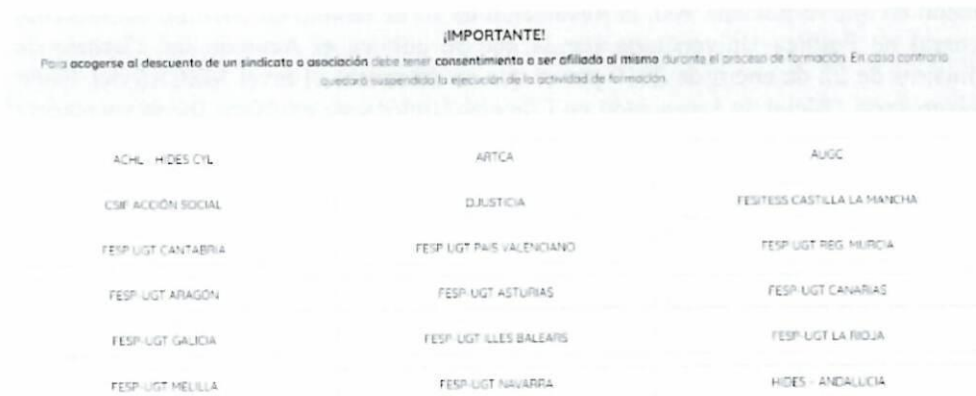 ¡IMPORTANTE!
Para acogerse al descuento de un sindicato o asociación debe tener consentimiento o ser afiliado al mismo durante el proceso de formación. En caso contrario
quedará suspendida la ejecución de la actividad de formación.
ACHL - HIDES CYL ARTCA AUGC
CSIF ACCIÓN SOCIAL DJUSTICIA FESITESS CASTILLA LA MANCHA
FESP UGT CANTABRIA FESP UGT PAIS VALENCIANO FESP UGT REG. MURCIA
FESP-UGT ARAGON FESP-UGT ASTURIAS FESP-UGT CANARIAS
FESP-UGT GALICIA FESP-UGT ILLES BALEARS FESP-UGT LA RIOJA
FESP-UGT MELILLA FESP-UGT NAVARRA HIDES - ANDALUCIA